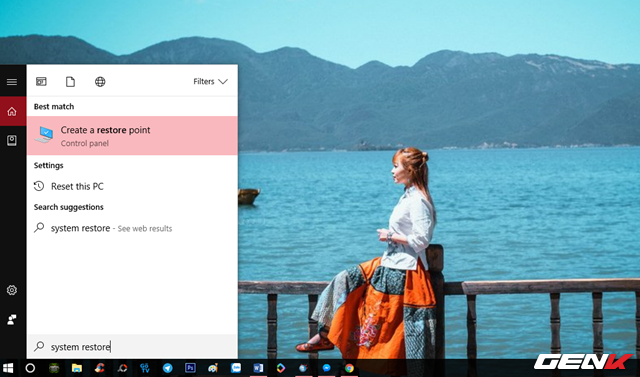 Filters
Best match
Create a restore point
Control panel
Settings
Reset this PC
Search suggestions
system restore - See web results
system restore
GENK